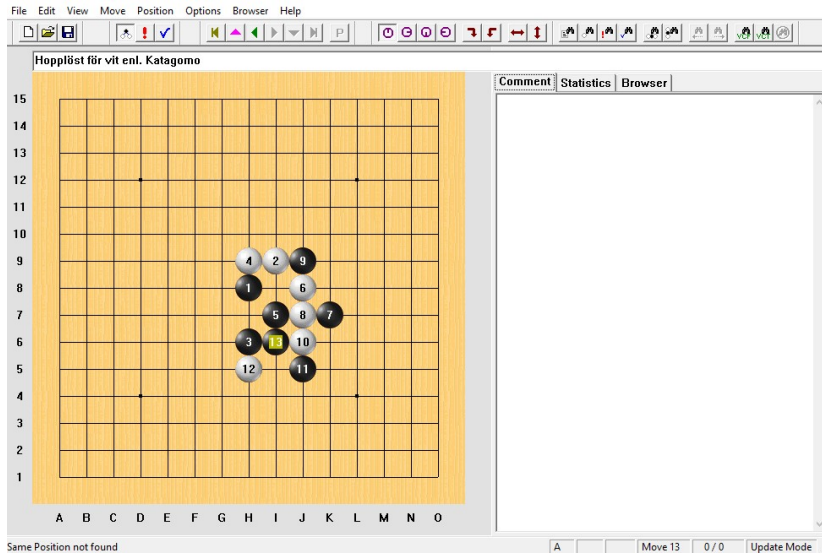 File Edit View Move Position Options Browser Help
P
Hopplöst för vit enl. Katagomo
Comment Statistics Browser
15
14
13
12
11
10
9 4 2 9
8 1 6
7 5 8 7
6 3 13 10
5 12 11
4
3
2
1
A B C D E F G H I J K L M N O
Same Position not found A Move 13 0 / 0 Update Mode